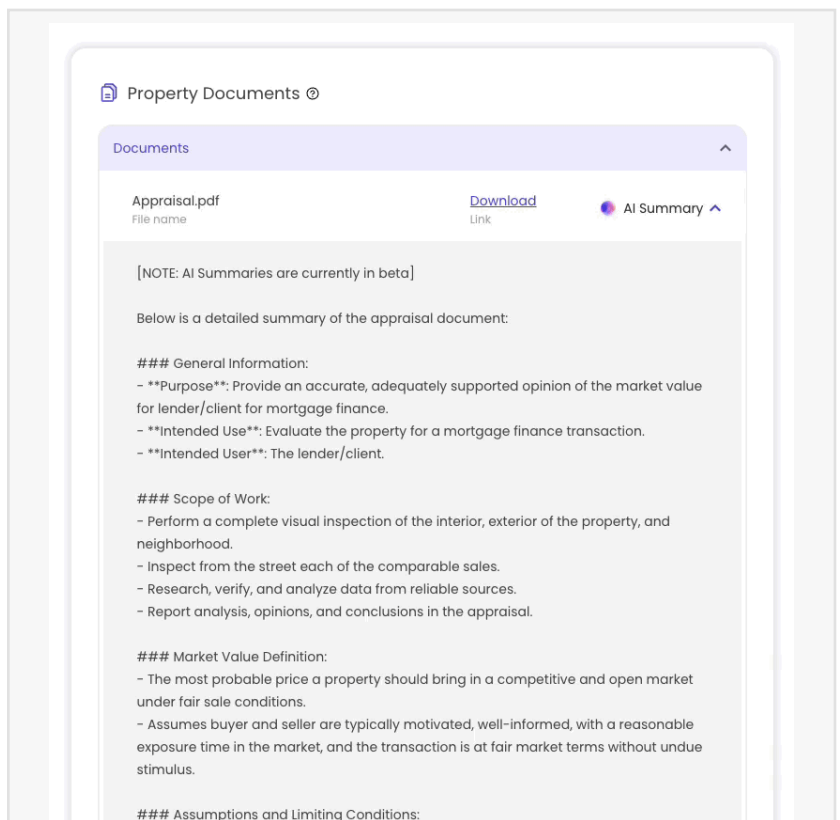 Property Documents
Documents
Appraisal.pdf
File name
Download
Link
AI Summary
[NOTE: AI Summaries are currently in beta]
Below is a detailed summary of the appraisal document:
### General Information:
- **Purpose**: Provide an accurate, adequately supported opinion of the market value
for lender/client for mortgage finance.
- **Intended Use**: Evaluate the property for a mortgage finance transaction.
- **Intended User**: The lender/client.
### Scope of Work:
- Perform a complete visual inspection of the interior, exterior of the property, and
neighborhood.
- Inspect from the street each of the comparable sales.
- Research, verify, and analyze data from reliable sources.
- Report analysis, opinions, and conclusions in the appraisal.
### Market Value Definition:
- The most probable price a property should bring in a competitive and open market
under fair sale conditions.
- Assumes buyer and seller are typically motivated, well-informed, with a reasonable
exposure time in the market, and the transaction is at fair market terms without undue
stimulus.
### Assumptions and Limiting Conditions: